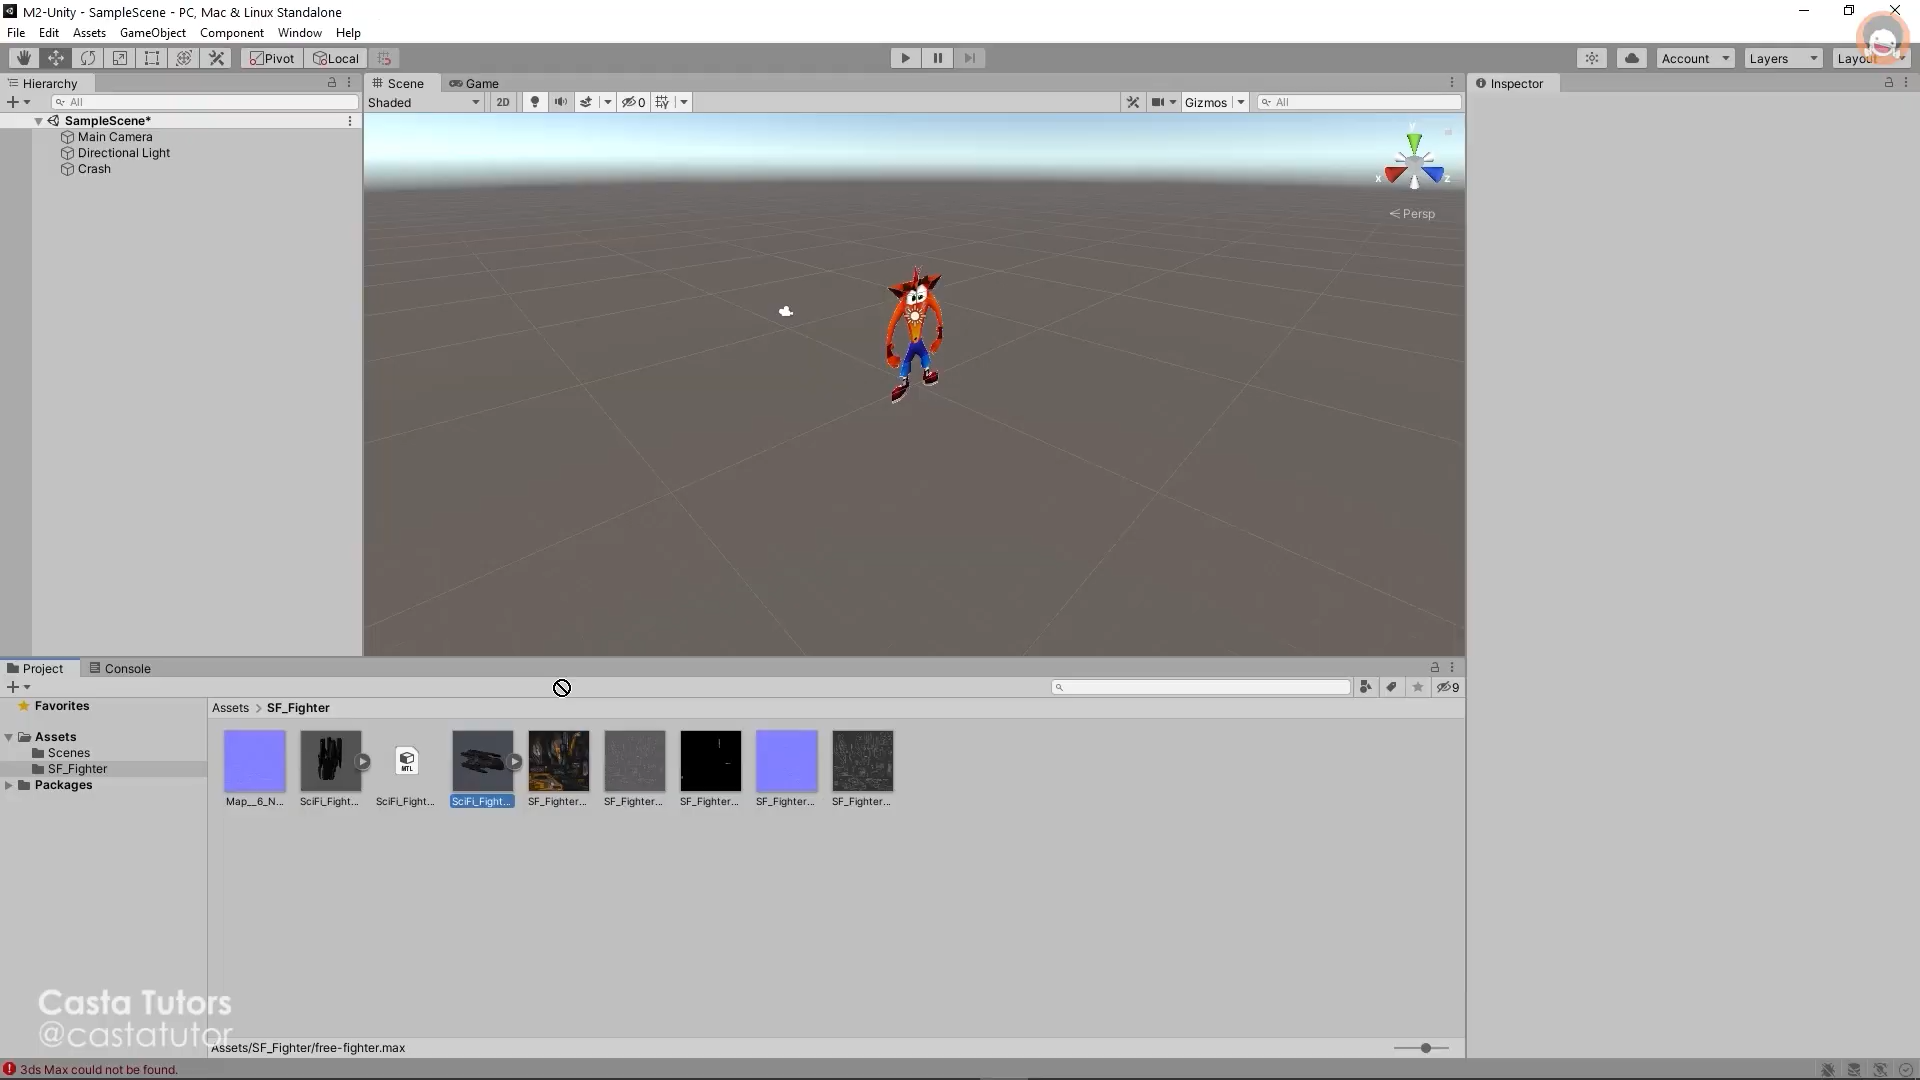 M2-Unity - SampleScene - PC, Mac & Linux Standalone
File Edit Assets GameObject Component Window Help
Pivot Local Account Layers Layout
Hierarchy
All
SampleScene*
Main Camera
Directional Light
Crash
Scene Game
Shaded 2D 0 Gizmos All
y
x z
Persp
Inspector
Project Console
9
Favorites
Assets
Scenes
SF_Fighter
Packages
Assets > SF_Fighter
Map__6_N... SciFi_Fight... SciFi_Fight... SciFi_Fight... SF_Fighter... SF_Fighter... SF_Fighter... SF_Fighter... SF_Fighter...
MTL
Assets/SF_Fighter/free-fighter.max
Casta Tutors
@castatutor
3ds Max could not be found.